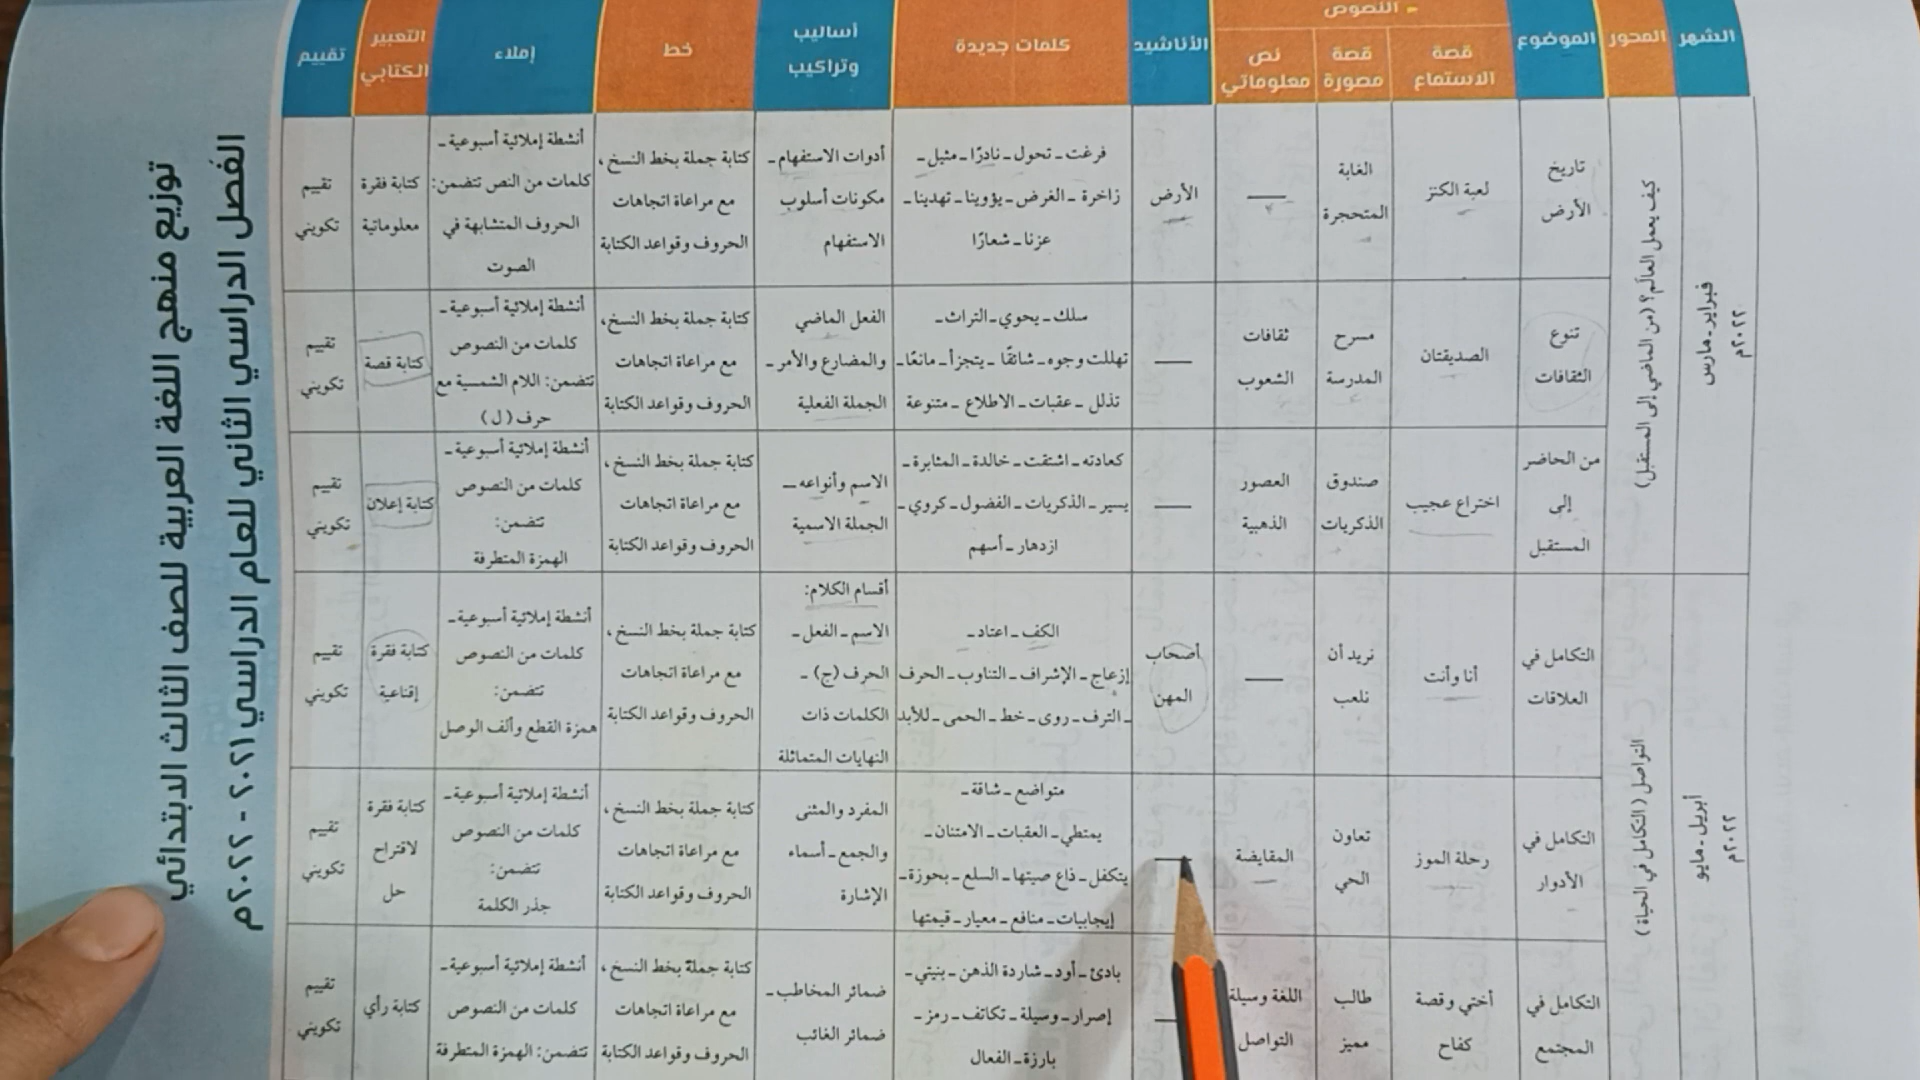 توزيع منهج اللغة العربية للصف الثالث الابتدائي
الفصل الدراسي الثاني للعام الدراسي ٢٠٢١ - ٢٠٢٢م
الشهر
المحور
الموضوع
النصوص
قصة
الاستماع
قصة
مصورة
نص
معلوماتي
الأناشيد
كلمات جديدة
أساليب
وتراكيب
خط
إملاء
التعبير
الكتابي
تقييم
فبراير - مارس
٢٠٢٢م
كيف يعمل العالم؟ (من الماضي إلى المستقبل)
تاريخ
الأرض
لعبة الكنز
الغابة
المتحجرة
ــــ
الأرض
فرغت - تحول - نادرًا - مثيل -
زاخرة - الغرض - يؤوينا - تهدينا -
عزنا - شعارًا
أدوات الاستفهام -
مكونات أسلوب
الاستفهام
كتابة جملة بخط النسخ،
مع مراعاة اتجاهات
الحروف وقواعد الكتابة
أنشطة إملائية أسبوعية -
كلمات من النص تتضمن:
الحروف المتشابهة في
الصوت
كتابة فقرة
معلوماتية
تقييم
تكويني
تنوع
الثقافات
الصديقتان
مسرح
المدرسة
ثقافات
الشعوب
ــــ
سلك - يحوي - التراث -
تهللت وجوه - شائقًا - يتجزأ - مانعًا -
تذلل - عقبات - الاطلاع - متنوعة
الفعل الماضي
والمضارع والأمر -
الجملة الفعلية
كتابة جملة بخط النسخ،
مع مراعاة اتجاهات
الحروف وقواعد الكتابة
أنشطة إملائية أسبوعية -
كلمات من النصوص
تتضمن: اللام الشمسية مع
حرف (ل)
كتابة قصة
تقييم
تكويني
من الحاضر
إلى
المستقبل
اختراع عجيب
صندوق
الذكريات
العصور
الذهبية
ــــ
كعادته - اشتقت - خالدة - المثابرة -
يسير - الذكريات - الفضول - كروي -
ازدهار - أسهم
الاسم وأنواعه -
الجملة الاسمية
كتابة جملة بخط النسخ،
مع مراعاة اتجاهات
الحروف وقواعد الكتابة
أنشطة إملائية أسبوعية -
كلمات من النصوص
تتضمن:
الهمزة المتطرفة
كتابة إعلان
تقييم
تكويني
أبريل - مايو
٢٠٢٢م
التواصل (التكامل في الحياة)
التكامل في
العلاقات
أنا وأنت
نريد أن
نلعب
ــــ
أصحاب
المهن
الكف - اعتاد -
إزعاج - الإشراف - التناوب - الحرف
- الترف - روى - خط - الحمى - للأبد
أقسام الكلام:
الاسم - الفعل -
الحرف (ج) -
الكلمات ذات
النهايات المتماثلة
كتابة جملة بخط النسخ،
مع مراعاة اتجاهات
الحروف وقواعد الكتابة
أنشطة إملائية أسبوعية -
كلمات من النصوص
تتضمن:
همزة القطع وألف الوصل
كتابة فقرة
إقناعية
تقييم
تكويني
التكامل في
الأدوار
رحلة الموز
تعاون
الحي
المقايضة
ــــ
متواضع - شاقة -
يمتطي - العقبات - الامتنان -
يتكفل - ذاع صيتها - السلع - بحوزة -
إيجابيات - منافع - معيار - قيمتها
المفرد والمثنى
والجمع - أسماء
الإشارة
كتابة جملة بخط النسخ،
مع مراعاة اتجاهات
الحروف وقواعد الكتابة
أنشطة إملائية أسبوعية -
كلمات من النصوص
تتضمن:
جذر الكلمة
كتابة فقرة
لاقتراح
حل
تقييم
تكويني
التكامل في
المجتمع
أختي وقصة
كفاح
طالب
مميز
اللغة وسيلة
التواصل
ــــ
بادئ - أود - شاردة الذهن - بنيتي -
إصرار - وسيلة - تكاتف - رمز -
بارزة - الفعال
ضمائر المخاطب -
ضمائر الغائب
كتابة جملة بخط النسخ،
مع مراعاة اتجاهات
الحروف وقواعد الكتابة
أنشطة إملائية أسبوعية -
كلمات من النصوص
تتضمن: الهمزة المتطرفة
كتابة رأي
تقييم
تكويني